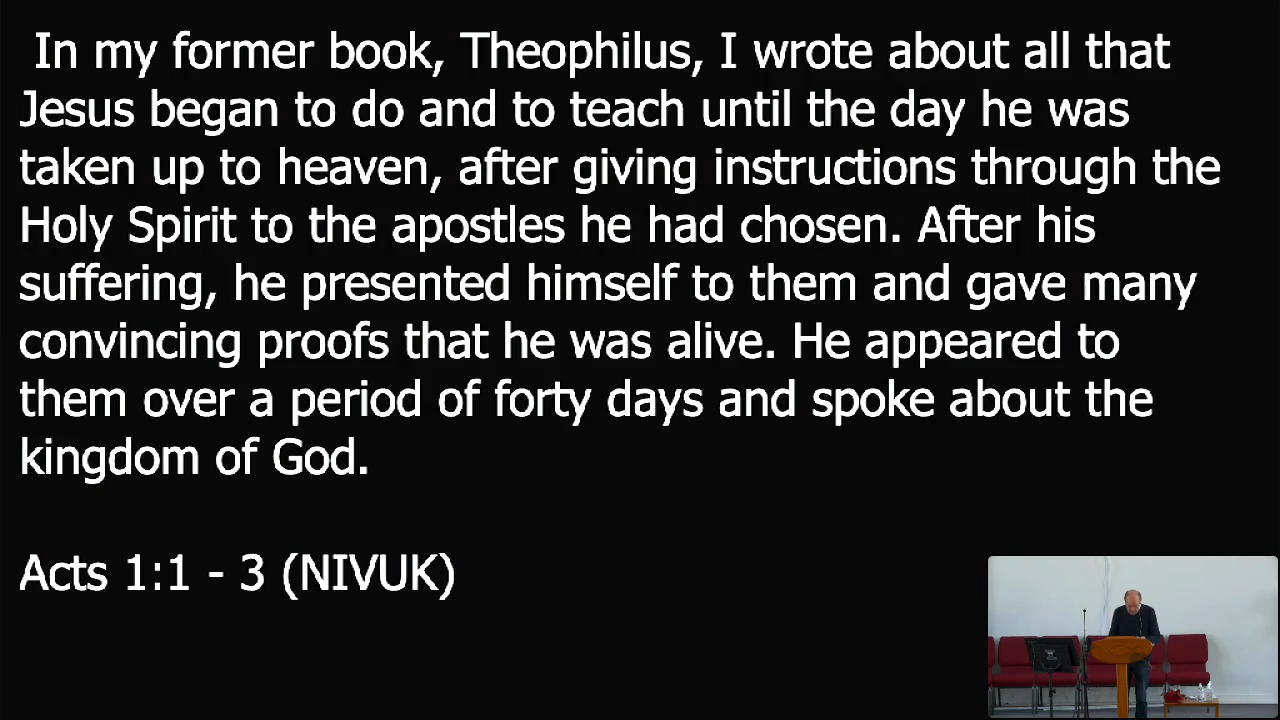 In my former book, Theophilus, I wrote about all that
Jesus began to do and to teach until the day he was
taken up to heaven, after giving instructions through the
Holy Spirit to the apostles he had chosen. After his
suffering, he presented himself to them and gave many
convincing proofs that he was alive. He appeared to
them over a period of forty days and spoke about the
kingdom of God.
Acts 1:1 - 3 (NIVUK)